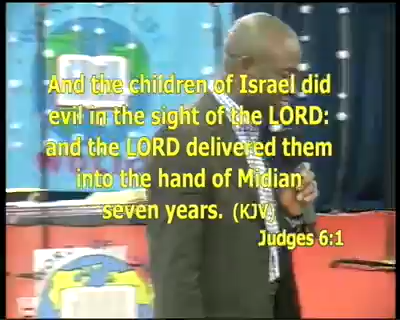 And the children of Israel did
evil in the sight of the LORD:
and the LORD delivered them
into the hand of Midian
seven years. (KJV)
Judges 6:1